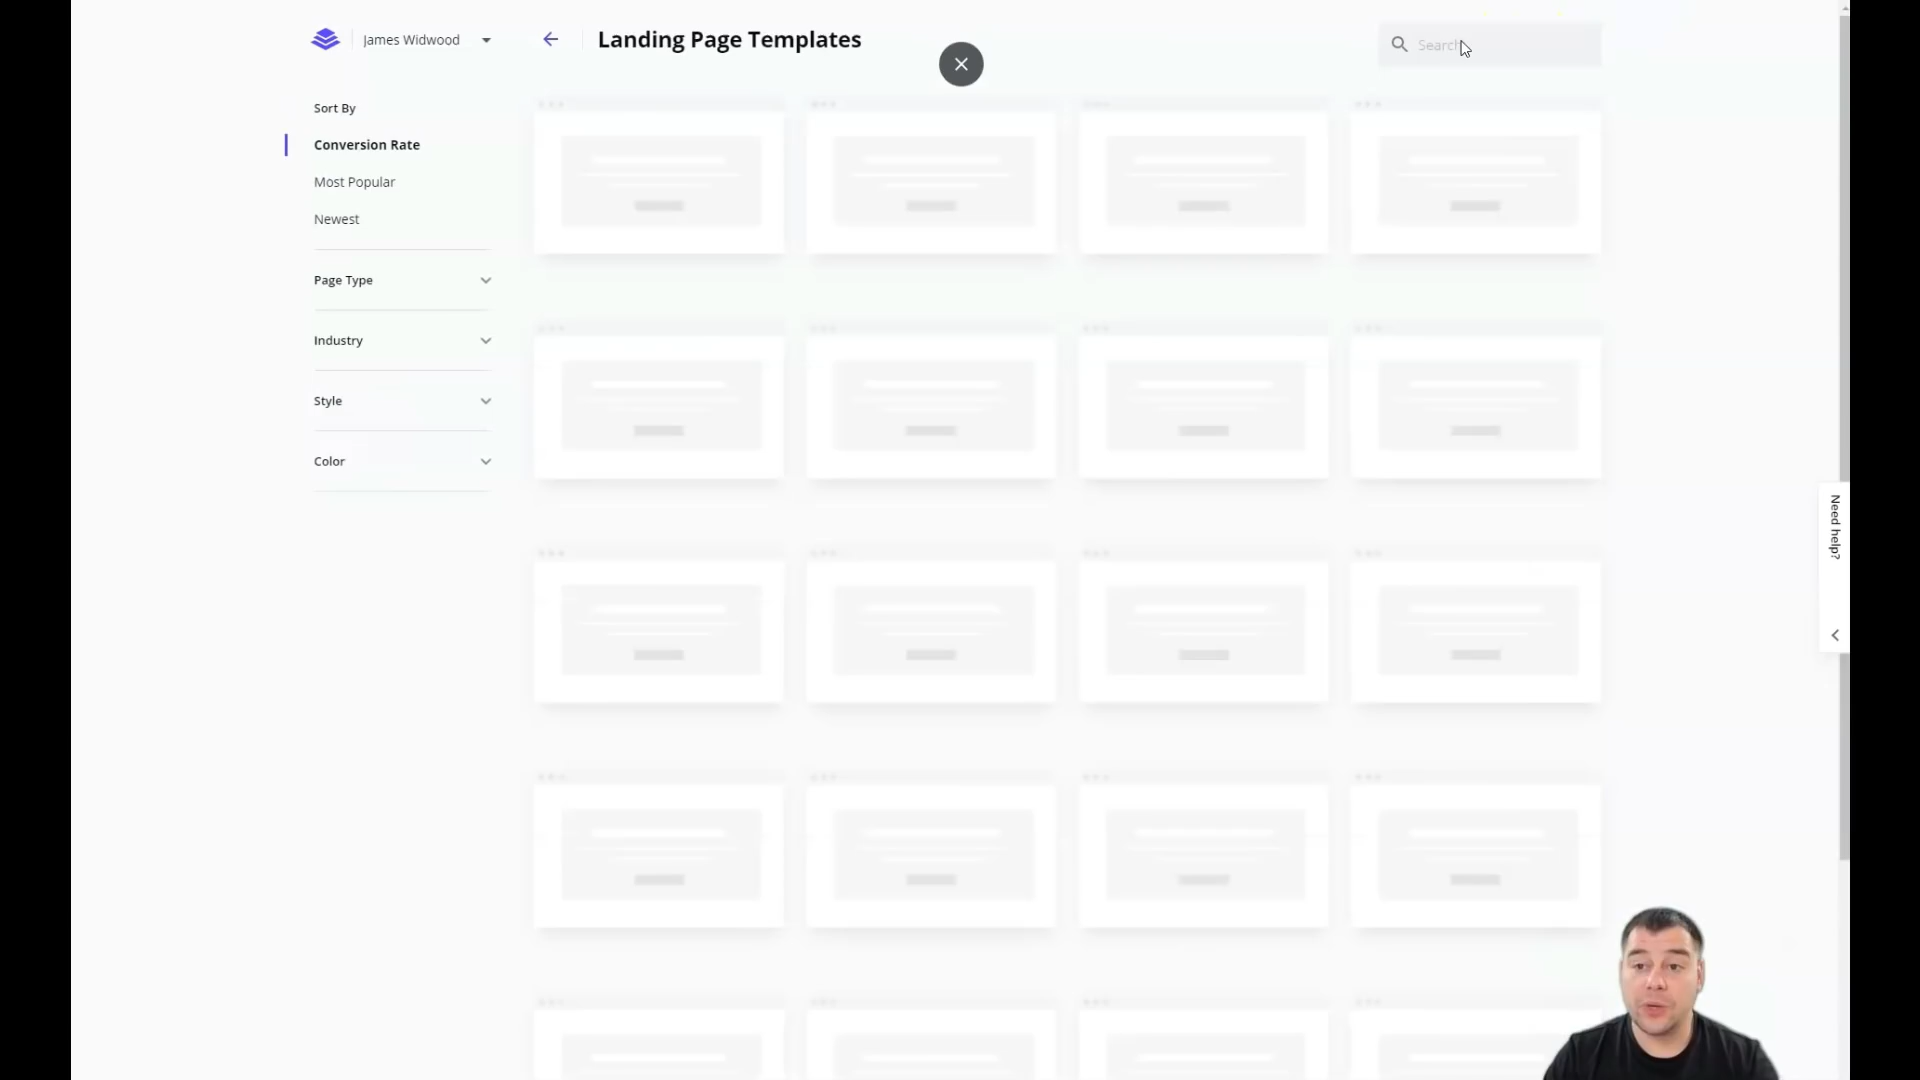 James Widwood
Landing Page Templates
Search
Sort By
Conversion Rate
Most Popular
Newest
Page Type
Industry
Style
Color
Need help?